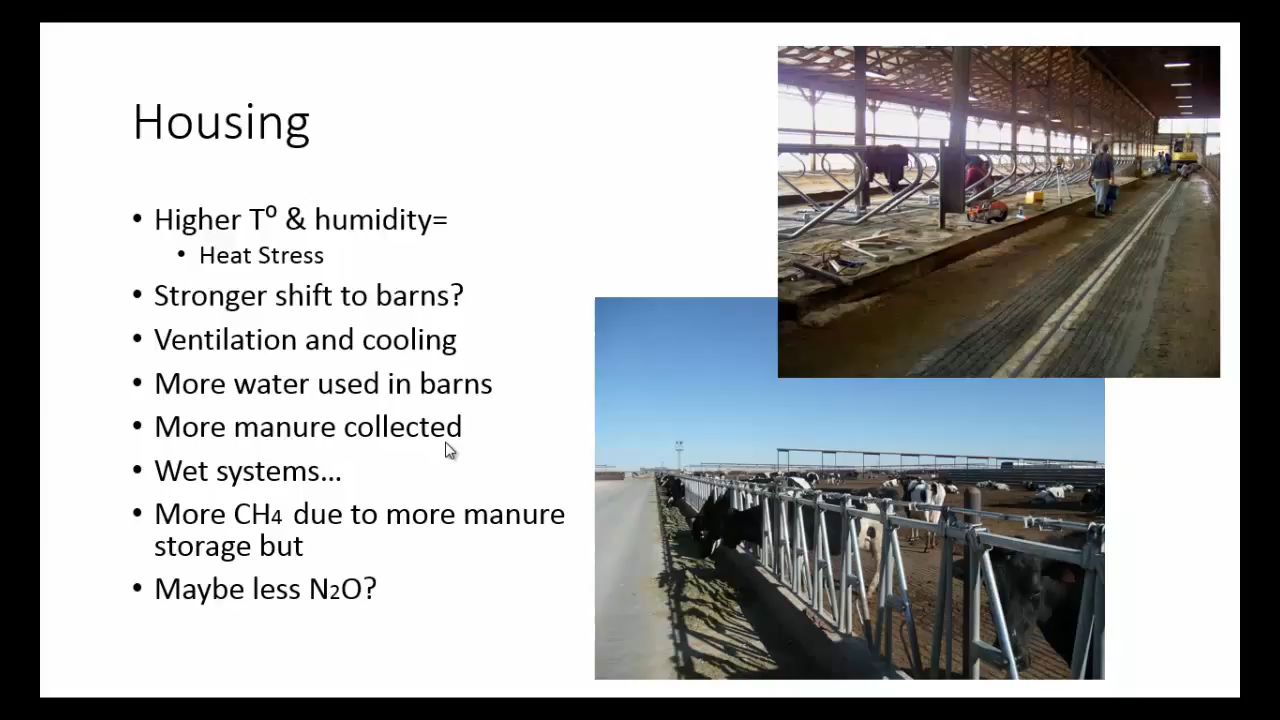 Housing
• Higher Tº & humidity=
• Heat Stress
• Stronger shift to barns?
• Ventilation and cooling
• More water used in barns
• More manure collected
• Wet systems...
• More CH4 due to more manure
storage but
• Maybe less N2O?